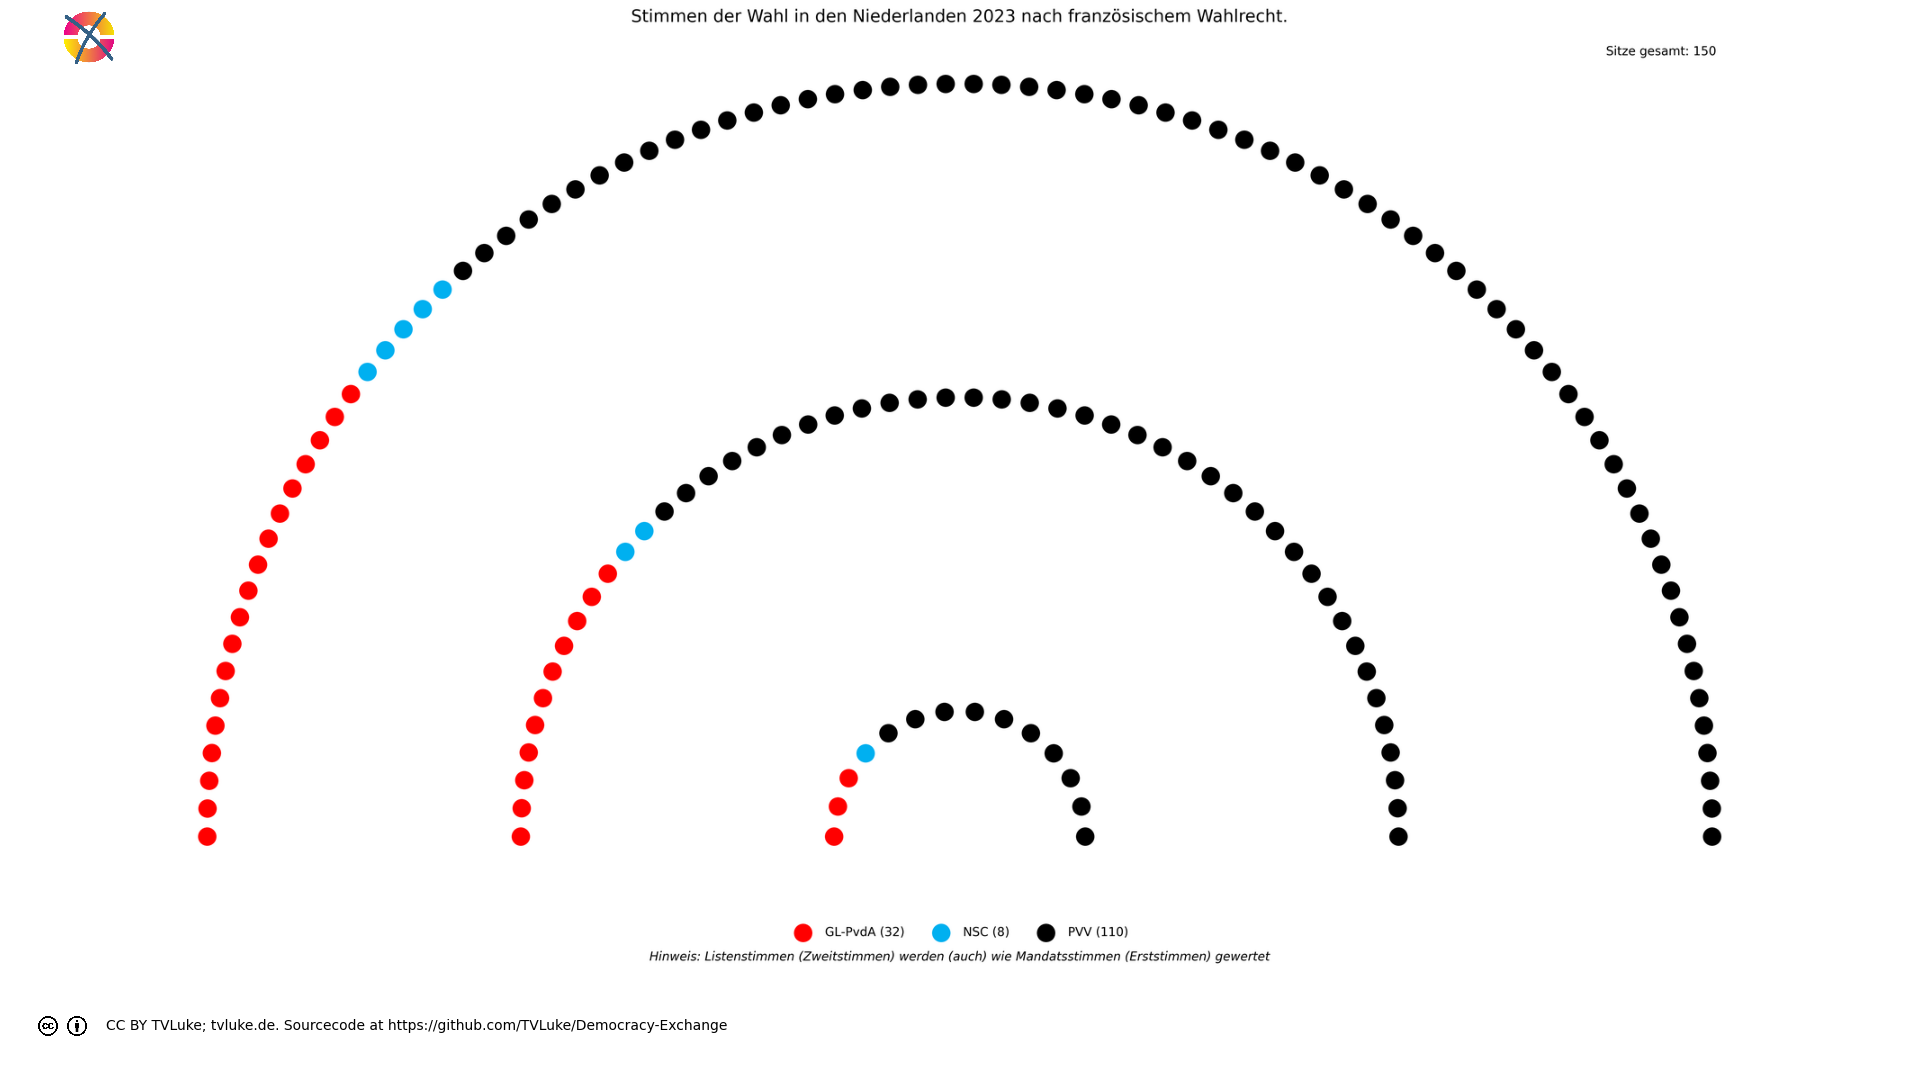 Stimmen der Wahl in den Niederlanden 2023 nach französischem Wahlrecht.
Sitze gesamt: 150
GL-PvdA (32) NSC (8) PVV (110)
Hinweis: Listenstimmen (Zweitstimmen) werden (auch) wie Mandatsstimmen (Erststimmen) gewertet
cc CC BY TVLuke; tvluke.de. Sourcecode at https://github.com/TVLuke/Democracy-Exchange